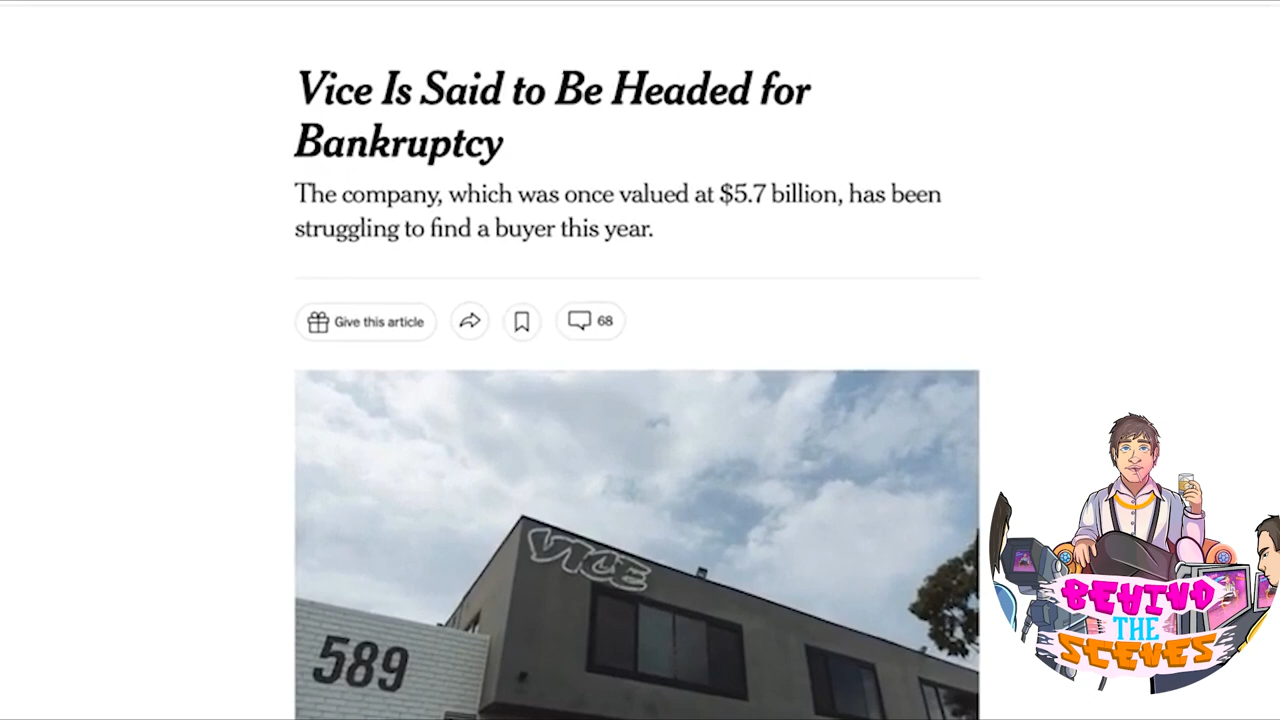 Vice Is Said to Be Headed for
Bankruptcy
The company, which was once valued at $5.7 billion, has been
struggling to find a buyer this year.
Give this article
68
VICE
589
BEHIND
THE
SCENES